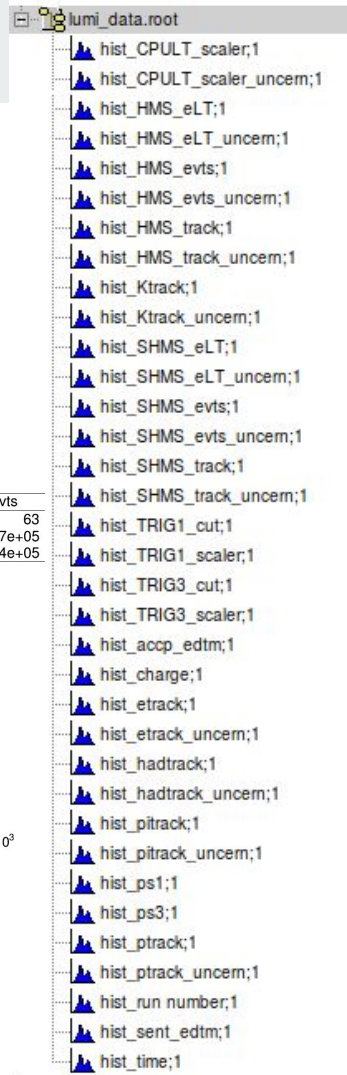 lumi_data.root
hist_CPULT_scaler;1
hist_CPULT_scaler_uncern;1
hist_HMS_eLT;1
hist_HMS_eLT_uncern;1
hist_HMS_evts;1
hist_HMS_evts_uncern;1
hist_HMS_track;1
hist_HMS_track_uncern;1
hist_Ktrack;1
hist_Ktrack_uncern;1
hist_SHMS_eLT;1
hist_SHMS_eLT_uncern;1
hist_SHMS_evts;1
hist_SHMS_evts_uncern;1
hist_SHMS_track;1
hist_SHMS_track_uncern;1
vts
63
hist_TRIG1_cut;1
7e+05
hist_TRIG1_scaler;1
4e+05
hist_TRIG3_cut;1
hist_TRIG3_scaler;1
hist_accp_edtm;1
hist_charge;1
hist_etrack;1
hist_etrack_uncern;1
hist_hadtrack;1
hist_hadtrack_uncern;1
hist_pitrack;1
0³
hist_pitrack_uncern;1
hist_ps1;1
hist_ps3;1
hist_ptrack;1
hist_ptrack_uncern;1
hist_run number;1
hist_sent_edtm;1
hist_time;1